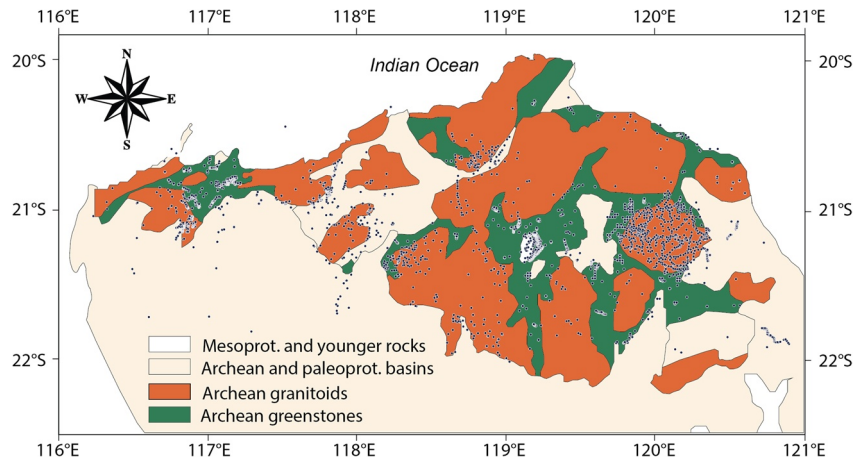 116°E 117°E 118°E 119°E 120°E 121°E
20°S 20°S
Indian Ocean
N
W E
S
21°S 21°S
22°S 22°S
Mesoprot. and younger rocks
Archean and paleoprot. basins
Archean granitoids
Archean greenstones
116°E 117°E 118°E 119°E 120°E 121°E